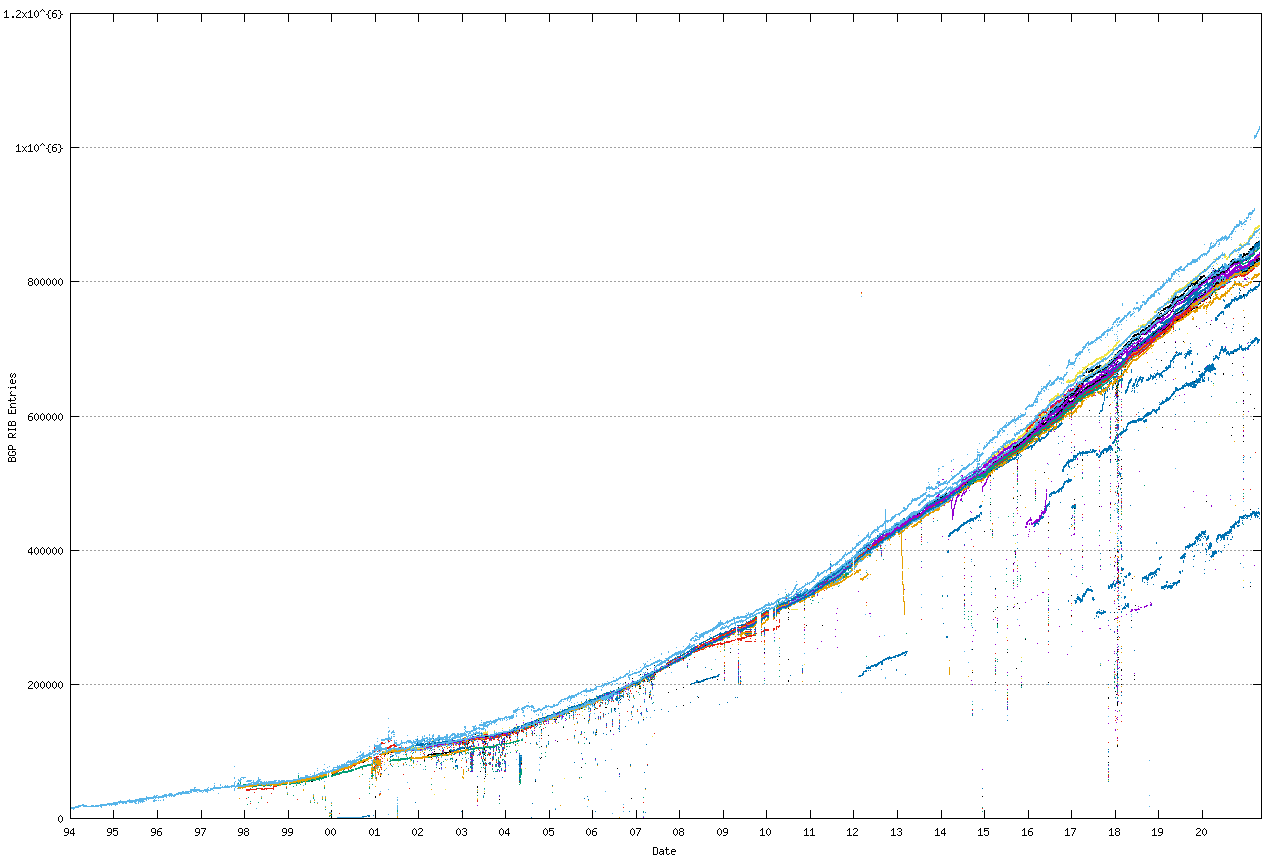 1.2x10^{6}
1x10^{6}
800000
600000
400000
200000
0
BGP RIB Entries
94 95 96 97 98 99 00 01 02 03 04 05 06 07 08 09 10 11 12 13 14 15 16 17 18 19 20
Date